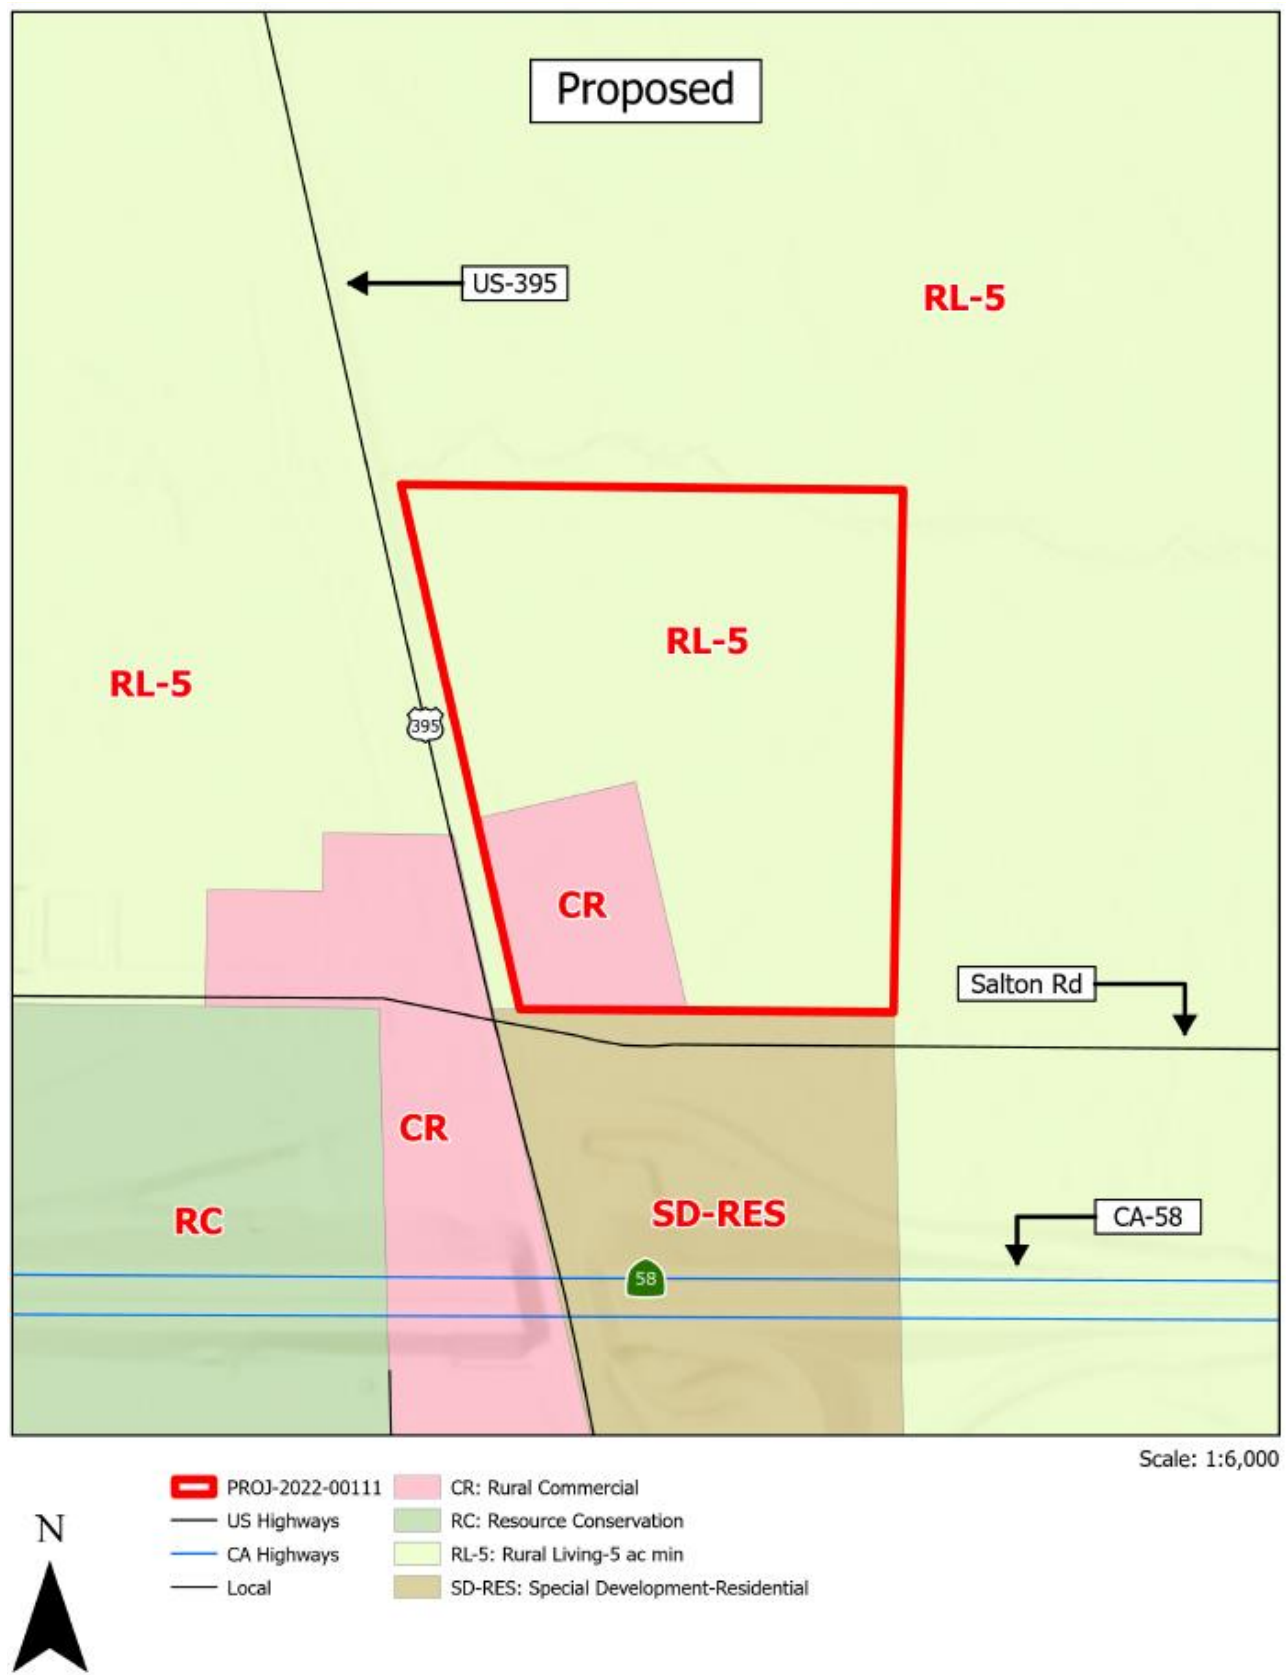 Proposed
US-395
RL-5
RL-5
RL-5
395
CR
Salton Rd
CR
RC
SD-RES
CA-58
58
Scale: 1:6,000
PROJ-2022-00111
US Highways
CA Highways
Local
CR: Rural Commercial
RC: Resource Conservation
RL-5: Rural Living-5 ac min
SD-RES: Special Development-Residential
N